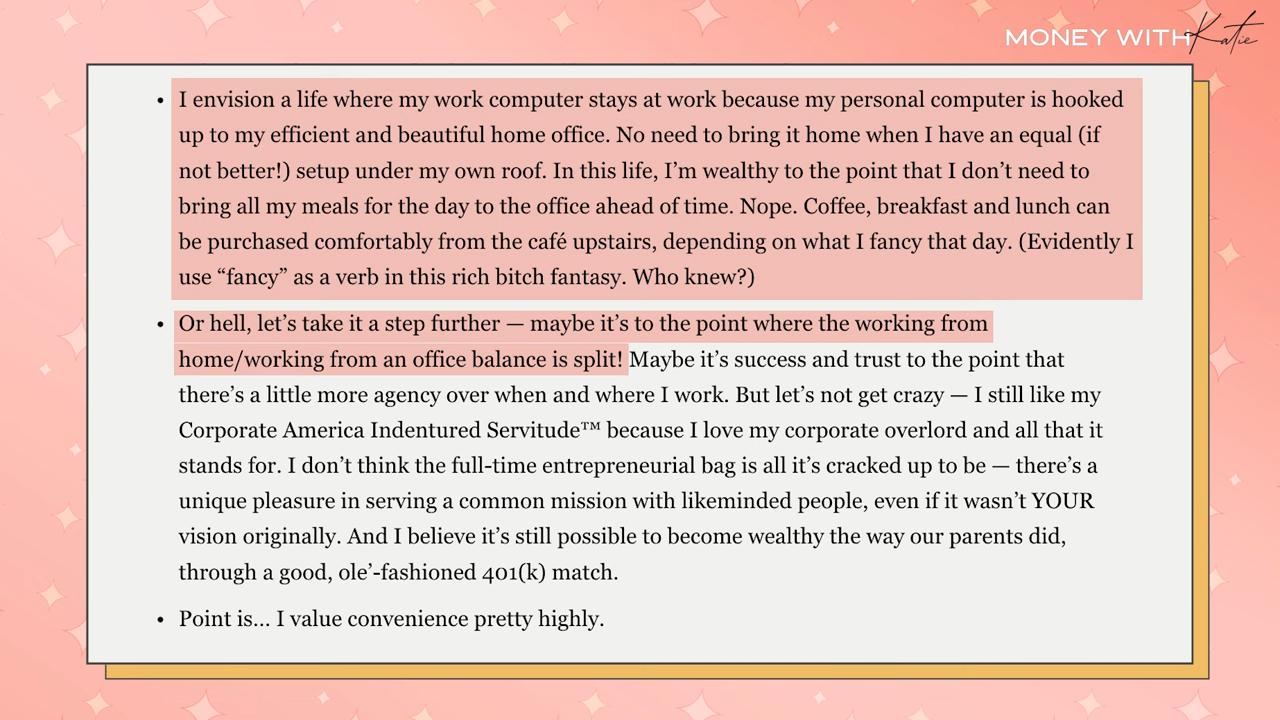 MONEY WITH Katie
• I envision a life where my work computer stays at work because my personal computer is hooked
up to my efficient and beautiful home office. No need to bring it home when I have an equal (if
not better!) setup under my own roof. In this life, I’m wealthy to the point that I don’t need to
bring all my meals for the day to the office ahead of time. Nope. Coffee, breakfast and lunch can
be purchased comfortably from the café upstairs, depending on what I fancy that day. (Evidently I
use “fancy” as a verb in this rich bitch fantasy. Who knew?)
• Or hell, let’s take it a step further — maybe it’s to the point where the working from
home/working from an office balance is split! Maybe it’s success and trust to the point that
there’s a little more agency over when and where I work. But let’s not get crazy — I still like my
Corporate America Indentured Servitude™ because I love my corporate overlord and all that it
stands for. I don’t think the full-time entrepreneurial bag is all it’s cracked up to be — there’s a
unique pleasure in serving a common mission with likeminded people, even if it wasn’t YOUR
vision originally. And I believe it’s still possible to become wealthy the way our parents did,
through a good, ole’-fashioned 401(k) match.
• Point is... I value convenience pretty highly.